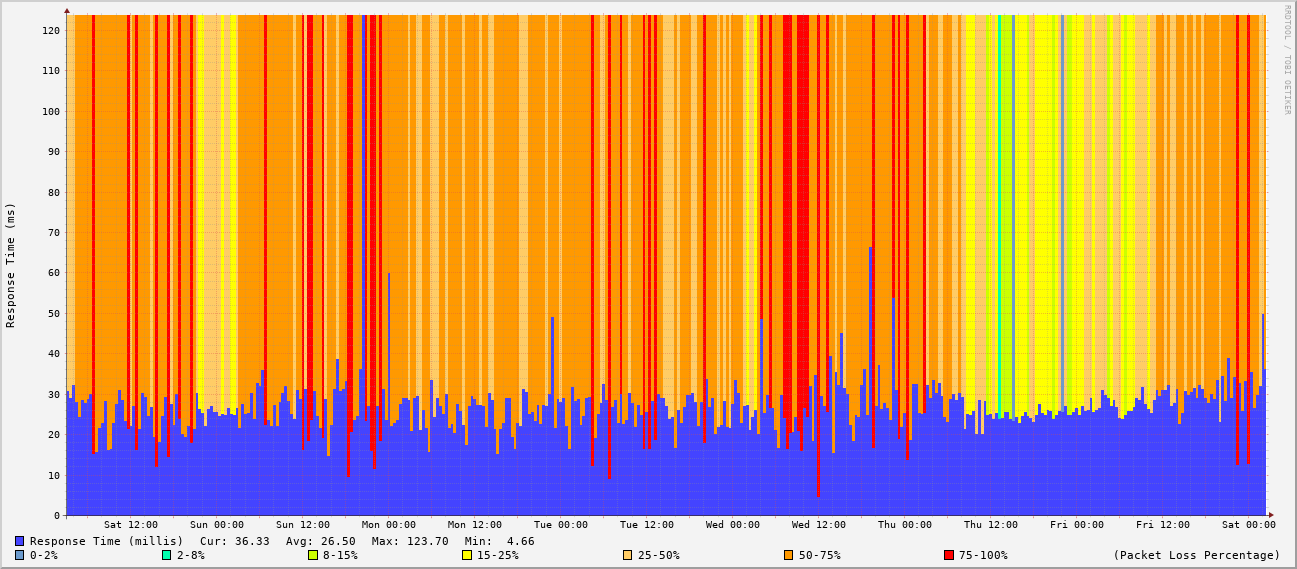 RRDTOOL / TOBI OETIKER
Response Time (ms)
120
110
100
90
80
70
60
50
40
30
20
10
0
Sat 12:00 Sun 00:00 Sun 12:00 Mon 00:00 Mon 12:00 Tue 00:00 Tue 12:00 Wed 00:00 Wed 12:00 Thu 00:00 Thu 12:00 Fri 00:00 Fri 12:00 Sat 00:00
Response Time (millis) Cur: 36.33 Avg: 26.50 Max: 123.70 Min: 4.66
0-2% 2-8% 8-15% 15-25% 25-50% 50-75% 75-100% (Packet Loss Percentage)